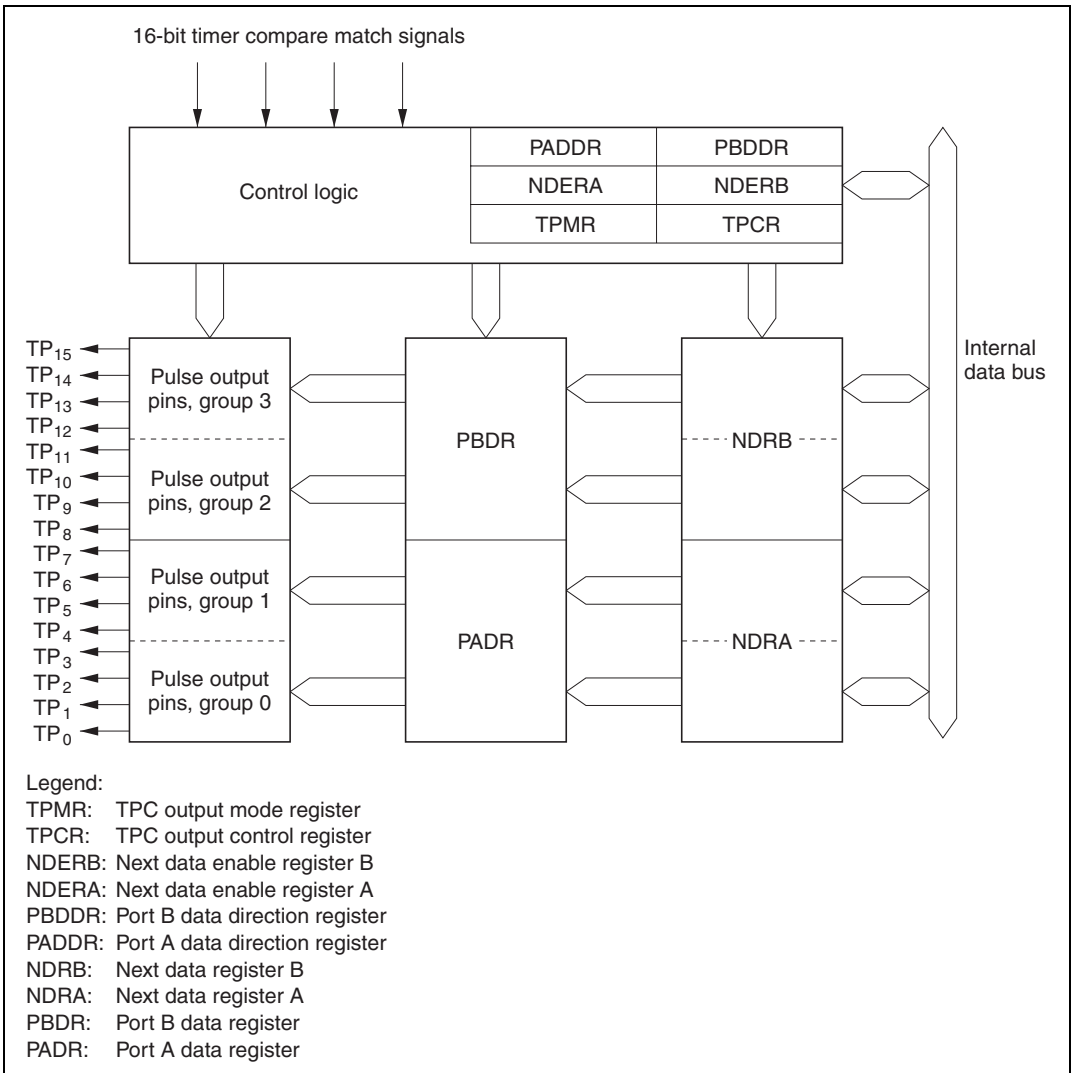 16-bit timer compare match signals
Control logic
PADDR PBDDR
NDERA NDERB
TPMR TPCR
Internal
data bus
TP15
TP14
TP13
TP12
TP11
TP10
TP9
TP8
TP7
TP6
TP5
TP4
TP3
TP2
TP1
TP0
Pulse output
pins, group 3
Pulse output
pins, group 2
Pulse output
pins, group 1
Pulse output
pins, group 0
PBDR
PADR
NDRB
NDRA
Legend:
TPMR: TPC output mode register
TPCR: TPC output control register
NDERB: Next data enable register B
NDERA: Next data enable register A
PBDDR: Port B data direction register
PADDR: Port A data direction register
NDRB: Next data register B
NDRA: Next data register A
PBDR: Port B data register
PADR: Port A data register